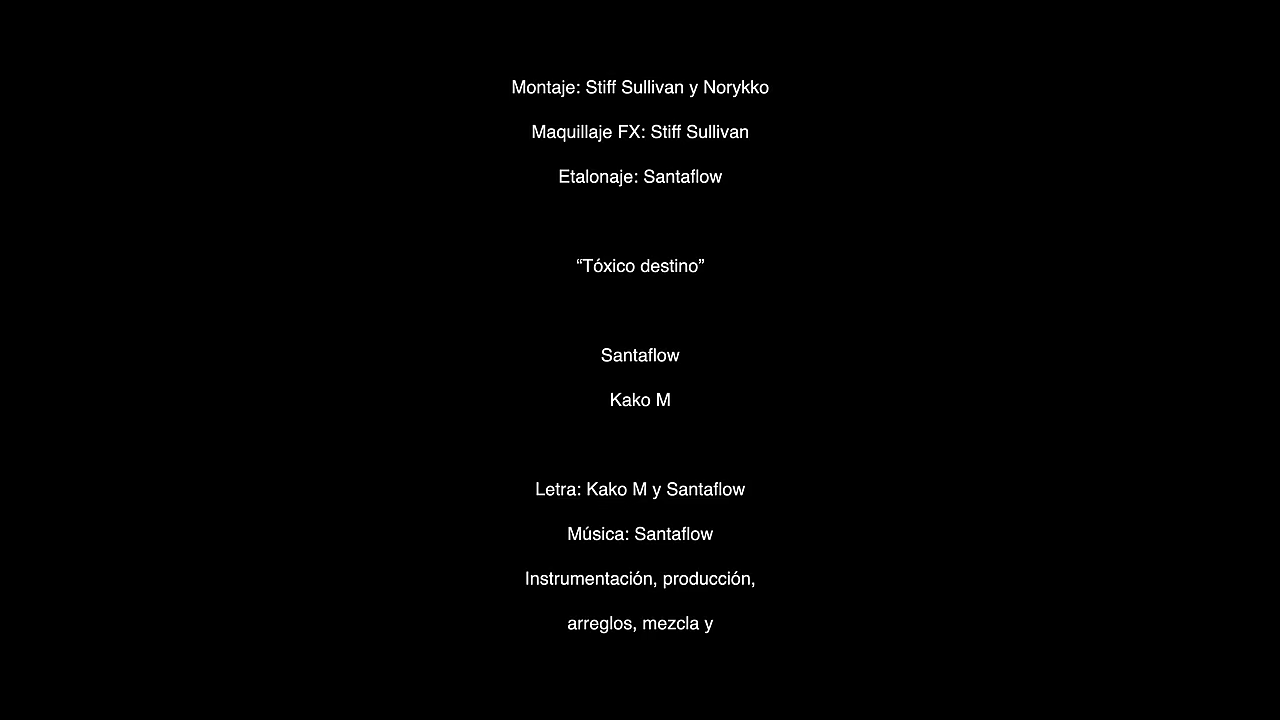 Montaje: Stiff Sullivan y Norykko
Maquillaje FX: Stiff Sullivan
Etalonaje: Santaflow
“Tóxico destino”
Santaflow
Kako M
Letra: Kako M y Santaflow
Música: Santaflow
Instrumentación, producción,
arreglos, mezcla y